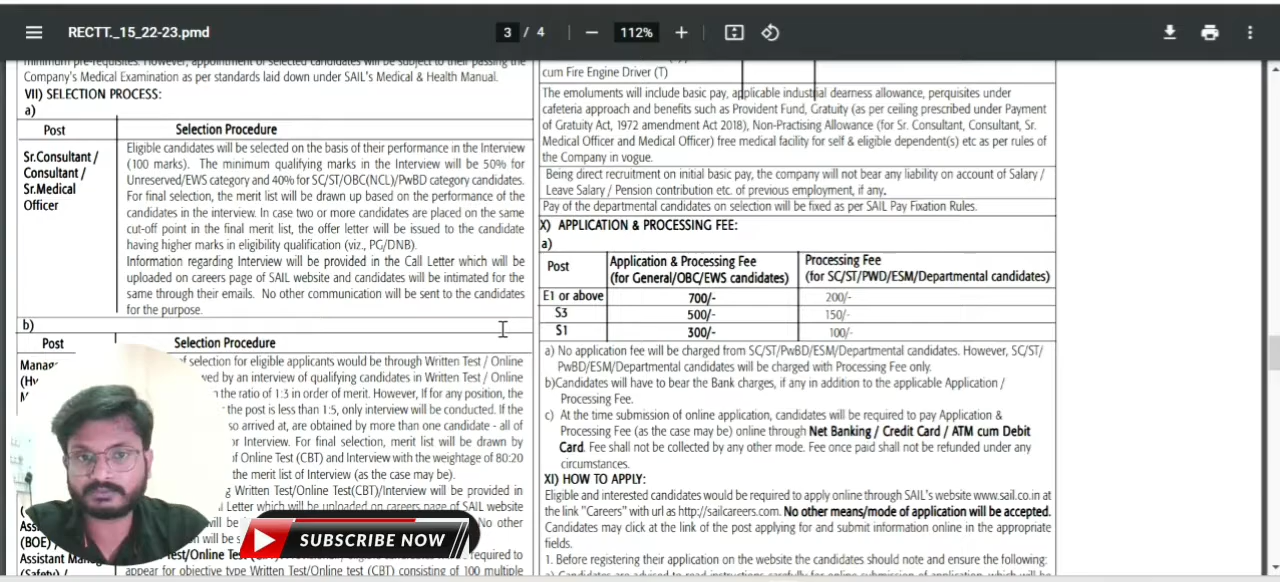 RECTT._15_22-23.pmd
3 / 4
112%
Company's Medical Examination as per standards laid down under SAIL's Medical & Health Manual.
VII) SELECTION PROCESS:
a)
Post Selection Procedure
Sr.Consultant /
Consultant /
Sr.Medical
Officer
Eligible candidates will be selected on the basis of their performance in the Interview
(100 marks). The minimum qualifying marks in the Interview will be 50% for
Unreserved/EWS category and 40% for SC/ST/OBC(NCL)/PwBD category candidates.
For final selection, the merit list will be drawn up based on the performance of the
candidates in the interview. In case two or more candidates are placed on the same
cut-off point in the final merit list, the offer letter will be issued to the candidate
having higher marks in eligibility qualification (viz., PG/DNB).
Information regarding Interview will be provided in the Call Letter which will be
uploaded on careers page of SAIL website and candidates will be intimated for the
same through their emails. No other communication will be sent to the candidates
for the purpose.
b)
Post Selection Procedure
of selection for eligible applicants would be through Written Test / Online
by an interview of qualifying candidates in Written Test / Online
the ratio of 1:3 in order of merit. However, If for any position, the
the post is less than 1:5, only interview will be conducted. If the
so arrived at, are obtained by more than one candidate - all of
Interview. For final selection, merit list will be drawn by
Online Test (CBT) and Interview with the weightage of 80:20
the merit list of Interview (as the case may be).
Written Test/Online Test(CBT)/Interview will be provided in
Letter which will be uploaded on careers page of SAIL website
will be No other
will be
(BOE) /
Assistant
(Safety) /
required to
appear for objective type Written Test/Online test (CBT) consisting of 100 multiple
cum Fire Engine Driver (T)
The emoluments will include basic pay, applicable industrial dearness allowance, perquisites under
cafeteria approach and benefits such as Provident Fund, Gratuity (as per ceiling prescribed under Payment
of Gratuity Act, 1972 amendment Act 2018), Non-Practising Allowance (for Sr. Consultant, Consultant, Sr.
Medical Officer and Medical Officer) free medical facility for self & eligible dependent(s) etc as per rules of
the Company in vogue.
Being direct recruitment on initial basic pay, the company will not bear any liability on account of Salary /
Leave Salary / Pension contribution etc. of previous employment, if any.
Pay of the departmental candidates on selection will be fixed as per SAIL Pay Fixation Rules.
X) APPLICATION & PROCESSING FEE:
a)
Post Application & Processing Fee Processing Fee
(for General/OBC/EWS candidates) (for SC/ST/PWD/ESM/Departmental candidates)
E1 or above 700/- 200/-
S3 500/- 150/-
S1 300/- 100/-
a) No application fee will be charged from SC/ST/PwBD/ESM/Departmental candidates. However, SC/ST/
PwBD/ESM/Departmental candidates will be charged with Processing Fee only.
b)Candidates will have to bear the Bank charges, if any in addition to the applicable Application /
Processing Fee.
c) At the time submission of online application, candidates will be required to pay Application &
Processing Fee (as the case may be) online through Net Banking / Credit Card / ATM cum Debit
Card. Fee shall not be collected by any other mode. Fee once paid shall not be refunded under any
circumstances.
XI) HOW TO APPLY:
Eligible and interested candidates would be required to apply online through SAIL's website www.sail.co.in at
the link "Careers" with url as http://sailcareers.com. No other means/mode of application will be accepted.
Candidates may click at the link of the post applying for and submit information online in the appropriate
fields.
1. Before registering their application on the website the candidates should note and ensure the following:
SUBSCRIBE NOW